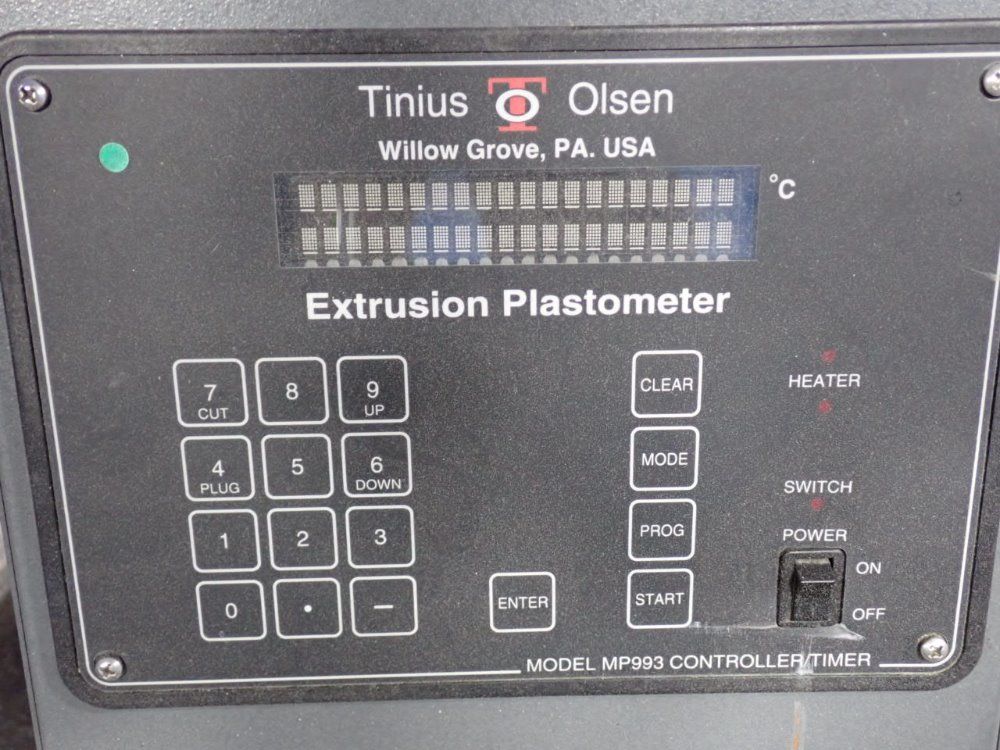 Tinius TO Olsen
Willow Grove, PA. USA
°C
Extrusion Plastometer
7 CUT
8
9 UP
CLEAR
HEATER
4 PLUG
5
6 DOWN
MODE
SWITCH
1
2
3
PROG
POWER
ON
0
•
–
ENTER
START
OFF
MODEL MP993 CONTROLLER/TIMER